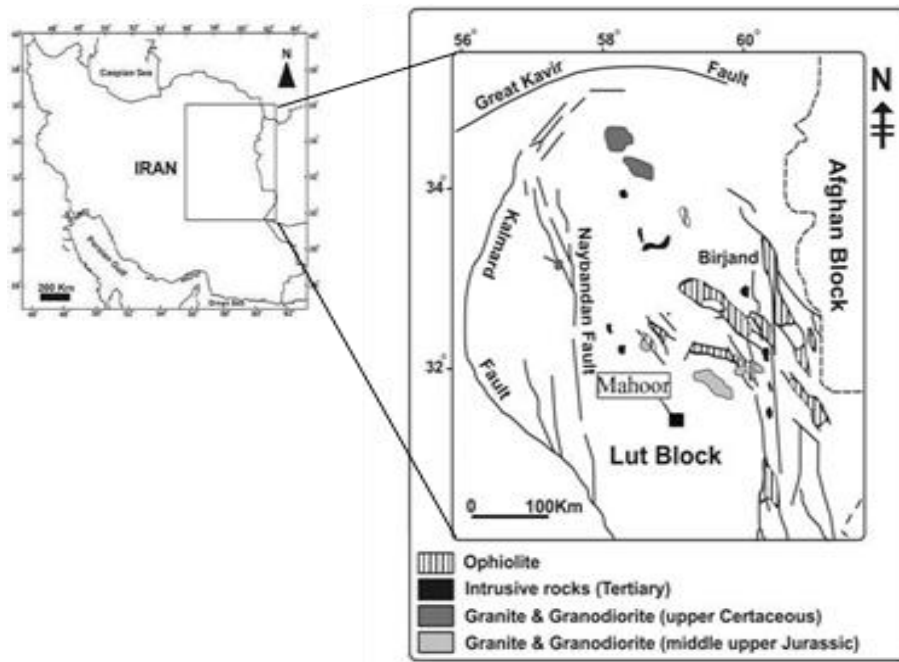 Caspian Sea
N
IRAN
Persian Gulf
200 Km
56
58
60
Great Kavir
Fault
N
34
Kalmard
Fault
Naybandan Fault
Birjand
Afghan Block
32
Mahoor
Lut Block
0 100Km
Ophiolite
Intrusive rocks (Tertiary)
Granite & Granodiorite (upper Certaceous)
Granite & Granodiorite (middle upper Jurassic)